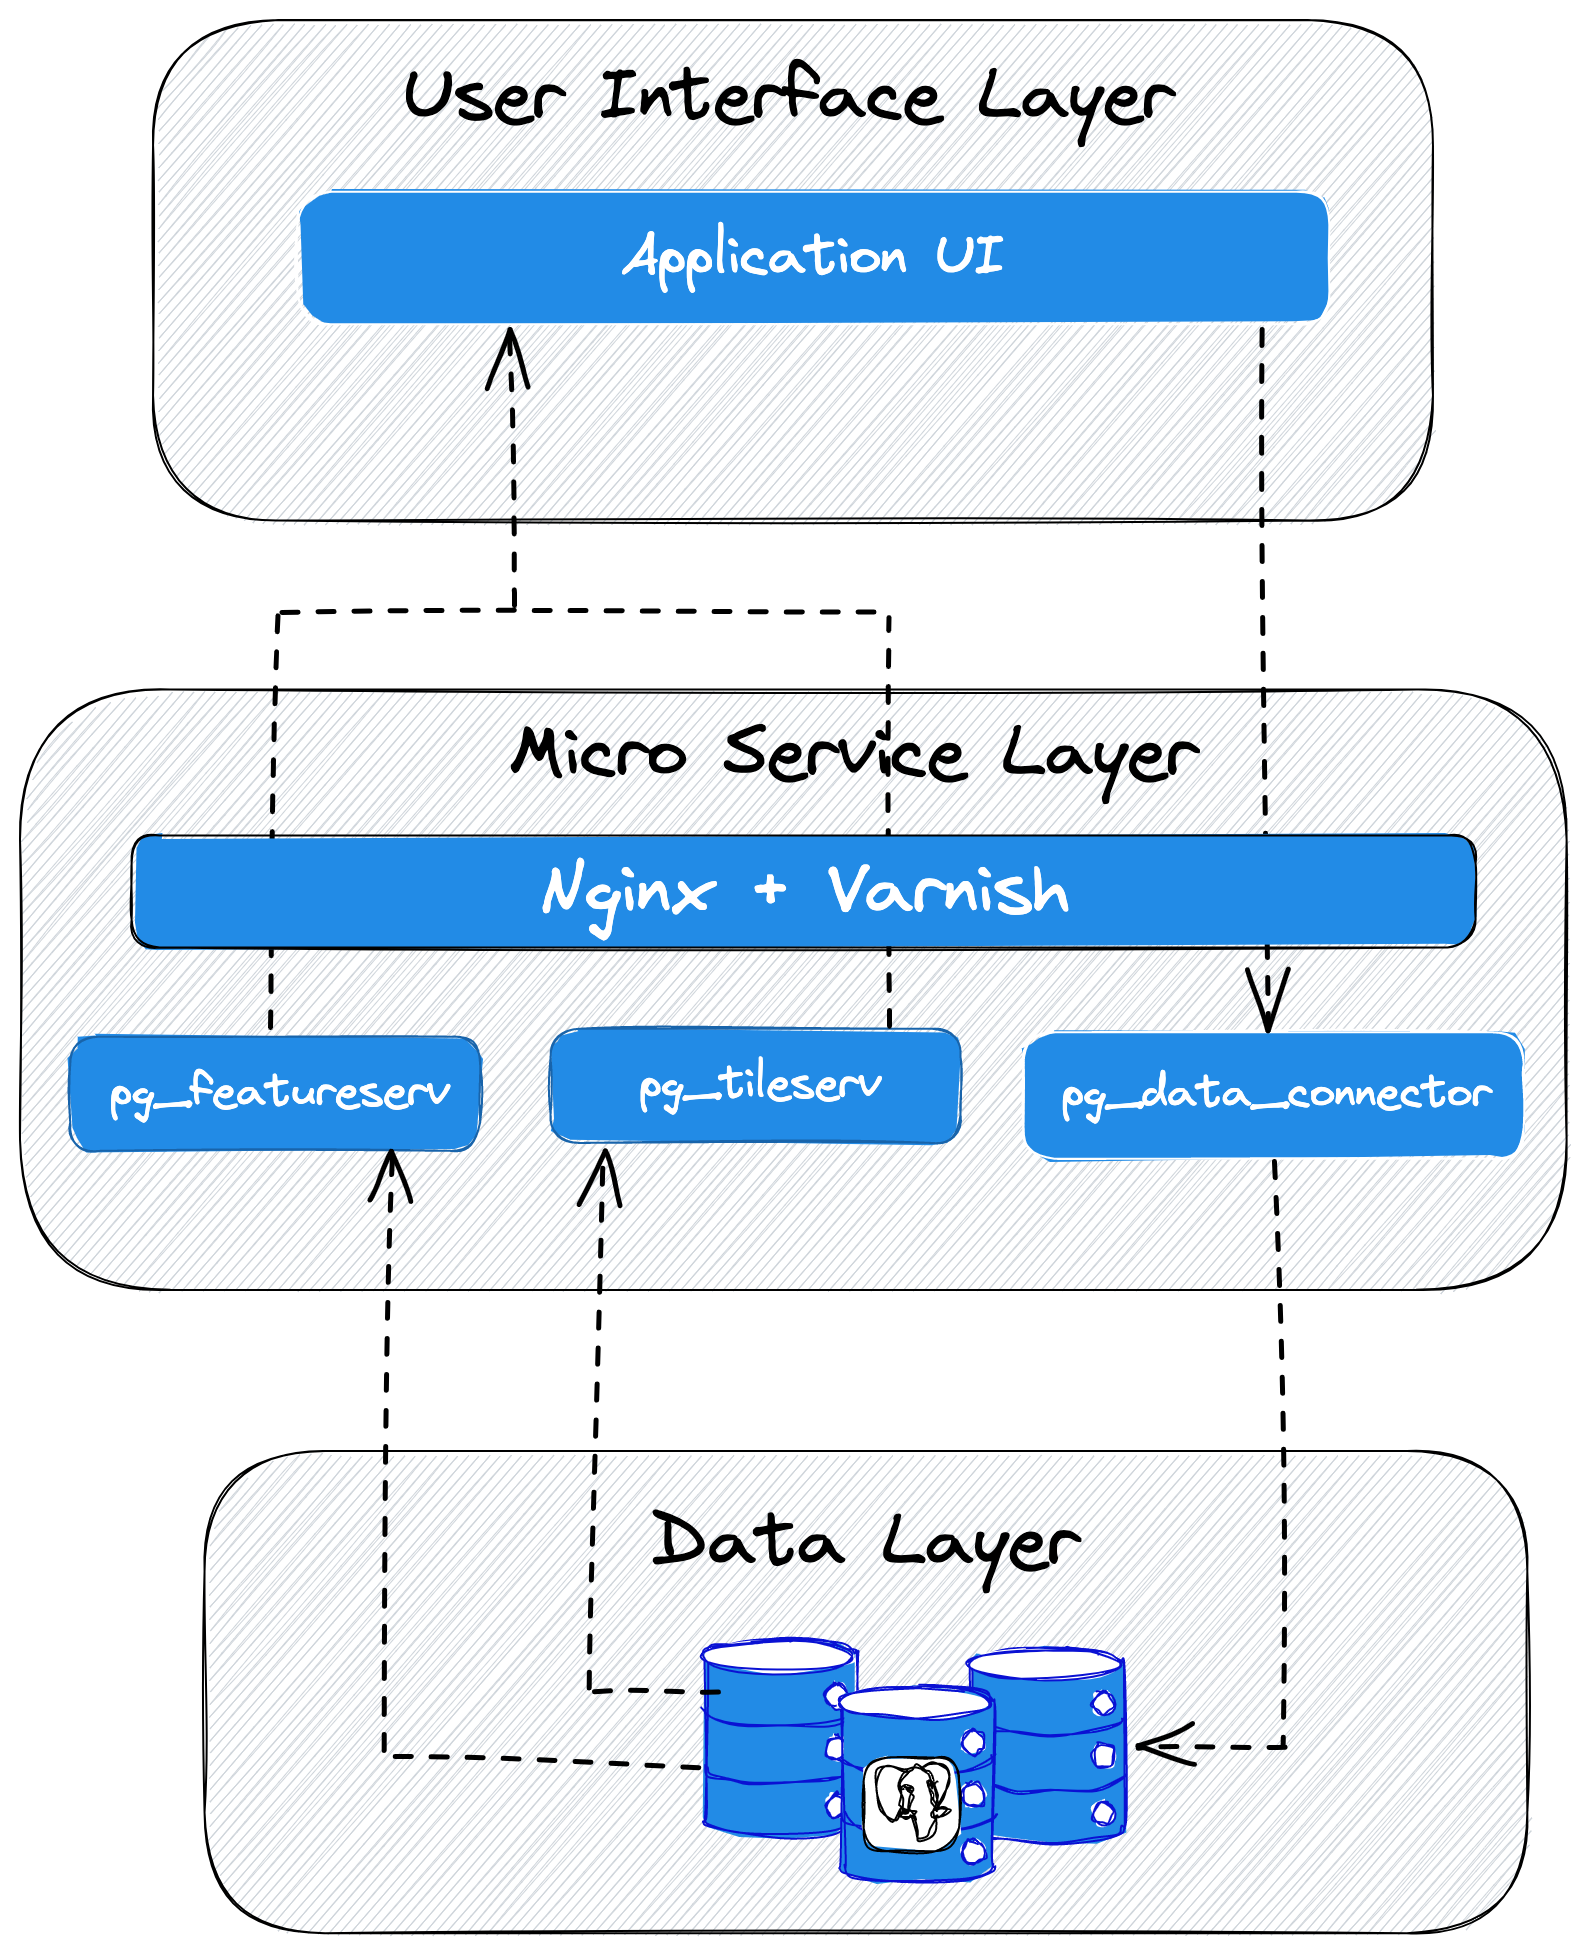 User Interface Layer
Application UI
Micro Service Layer
Nginx + Varnish
pg_featureserv
pg_tileserv
pg_data_connector
Data Layer